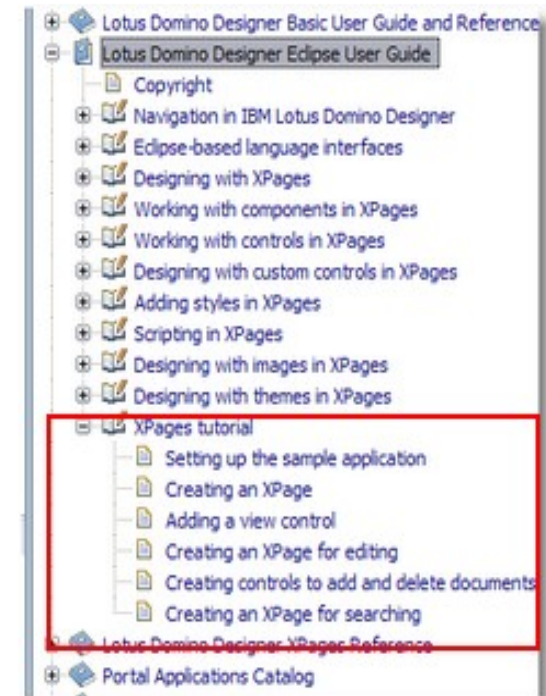 Lotus Domino Designer Basic User Guide and Reference
Lotus Domino Designer Eclipse User Guide
Copyright
Navigation in IBM Lotus Domino Designer
Eclipse-based language interfaces
Designing with XPages
Working with components in XPages
Working with controls in XPages
Designing with custom controls in XPages
Adding styles in XPages
Scripting in XPages
Designing with images in XPages
Designing with themes in XPages
XPages tutorial
Setting up the sample application
Creating an XPage
Adding a view control
Creating an XPage for editing
Creating controls to add and delete documents
Creating an XPage for searching
Lotus Domino Designer XPages Reference
Portal Applications Catalog